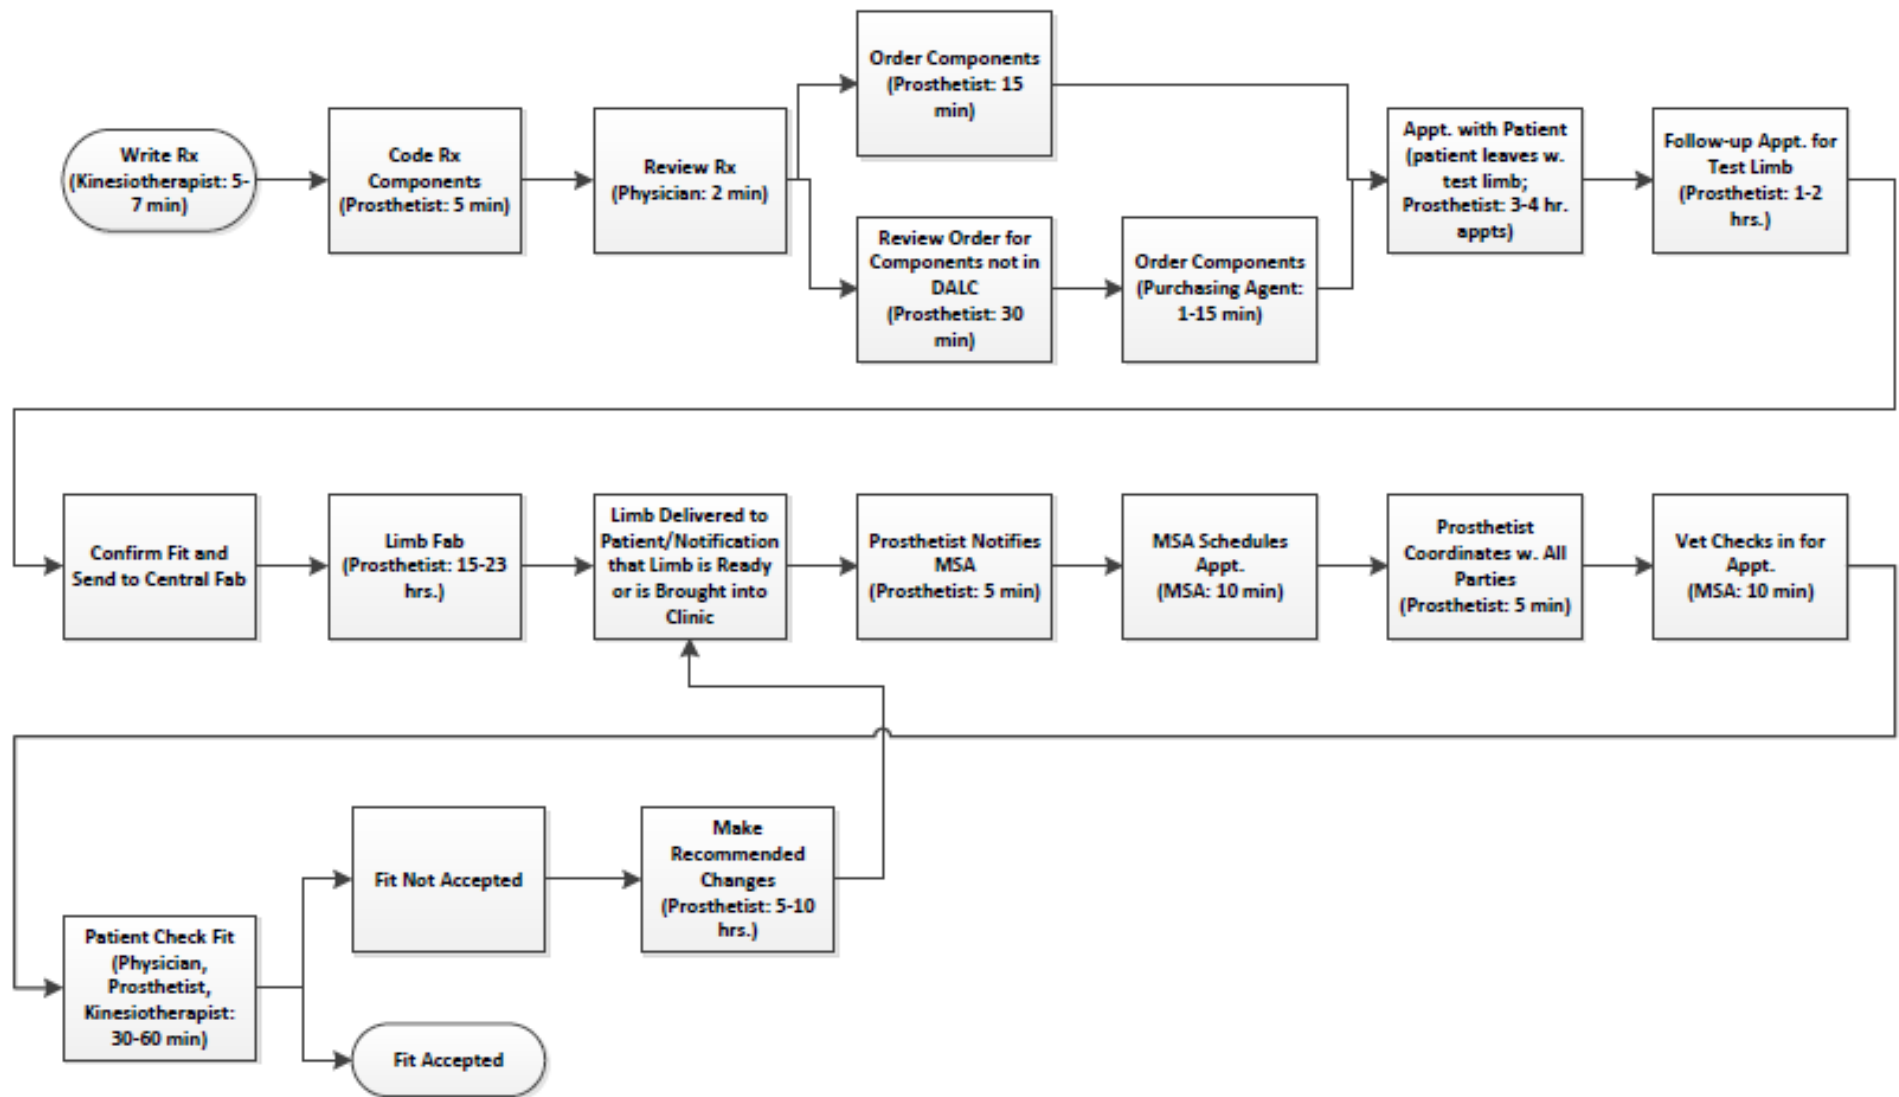 Write Rx
(Kinesiotherapist: 5-
7 min)
Code Rx
Components
(Prosthetist: 5 min)
Review Rx
(Physician: 2 min)
Order Components
(Prosthetist: 15
min)
Review Order for
Components not in
DALC
(Prosthetist: 30
min)
Order Components
(Purchasing Agent:
1-15 min)
Appt. with Patient
(patient leaves w.
test limb;
Prosthetist: 3-4 hr.
appts)
Follow-up Appt. for
Test Limb
(Prosthetist: 1-2
hrs.)
Confirm Fit and
Send to Central Fab
Limb Fab
(Prosthetist: 15-23
hrs.)
Limb Delivered to
Patient/Notification
that Limb is Ready
or is Brought into
Clinic
Prosthetist Notifies
MSA
(Prosthetist: 5 min)
MSA Schedules
Appt.
(MSA: 10 min)
Prosthetist
Coordinates w. All
Parties
(Prosthetist: 5 min)
Vet Checks in for
Appt.
(MSA: 10 min)
Patient Check Fit
(Physician,
Prosthetist,
Kinesiotherapist:
30-60 min)
Fit Not Accepted
Make
Recommended
Changes
(Prosthetist: 5-10
hrs.)
Fit Accepted